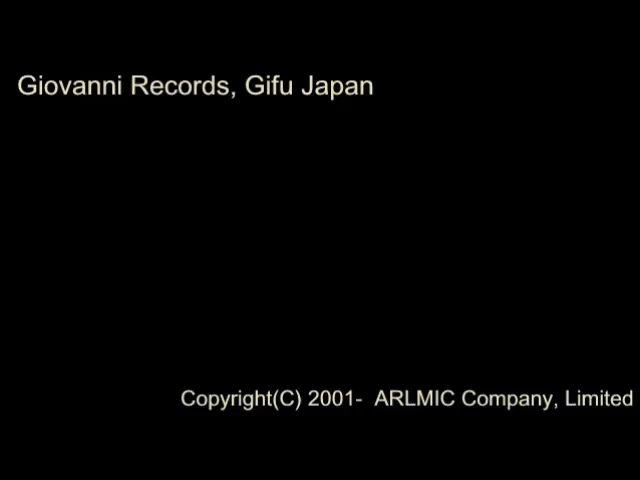 Giovanni Records, Gifu Japan
Copyright(C) 2001-  ARLMIC Company, Limited